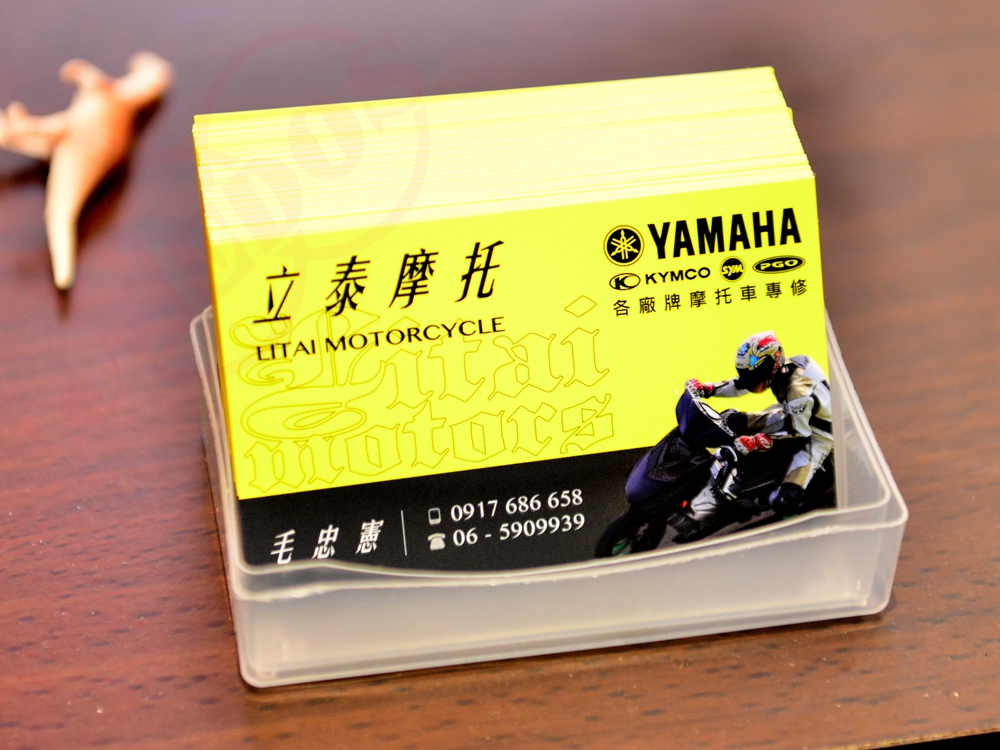 立泰摩托
LITAI MOTORCYCLE
Litai
motors
YAMAHA
KYMCO SYM PGO
各廠牌摩托車專修
毛忠憲
0917 686 658
06 - 5909939